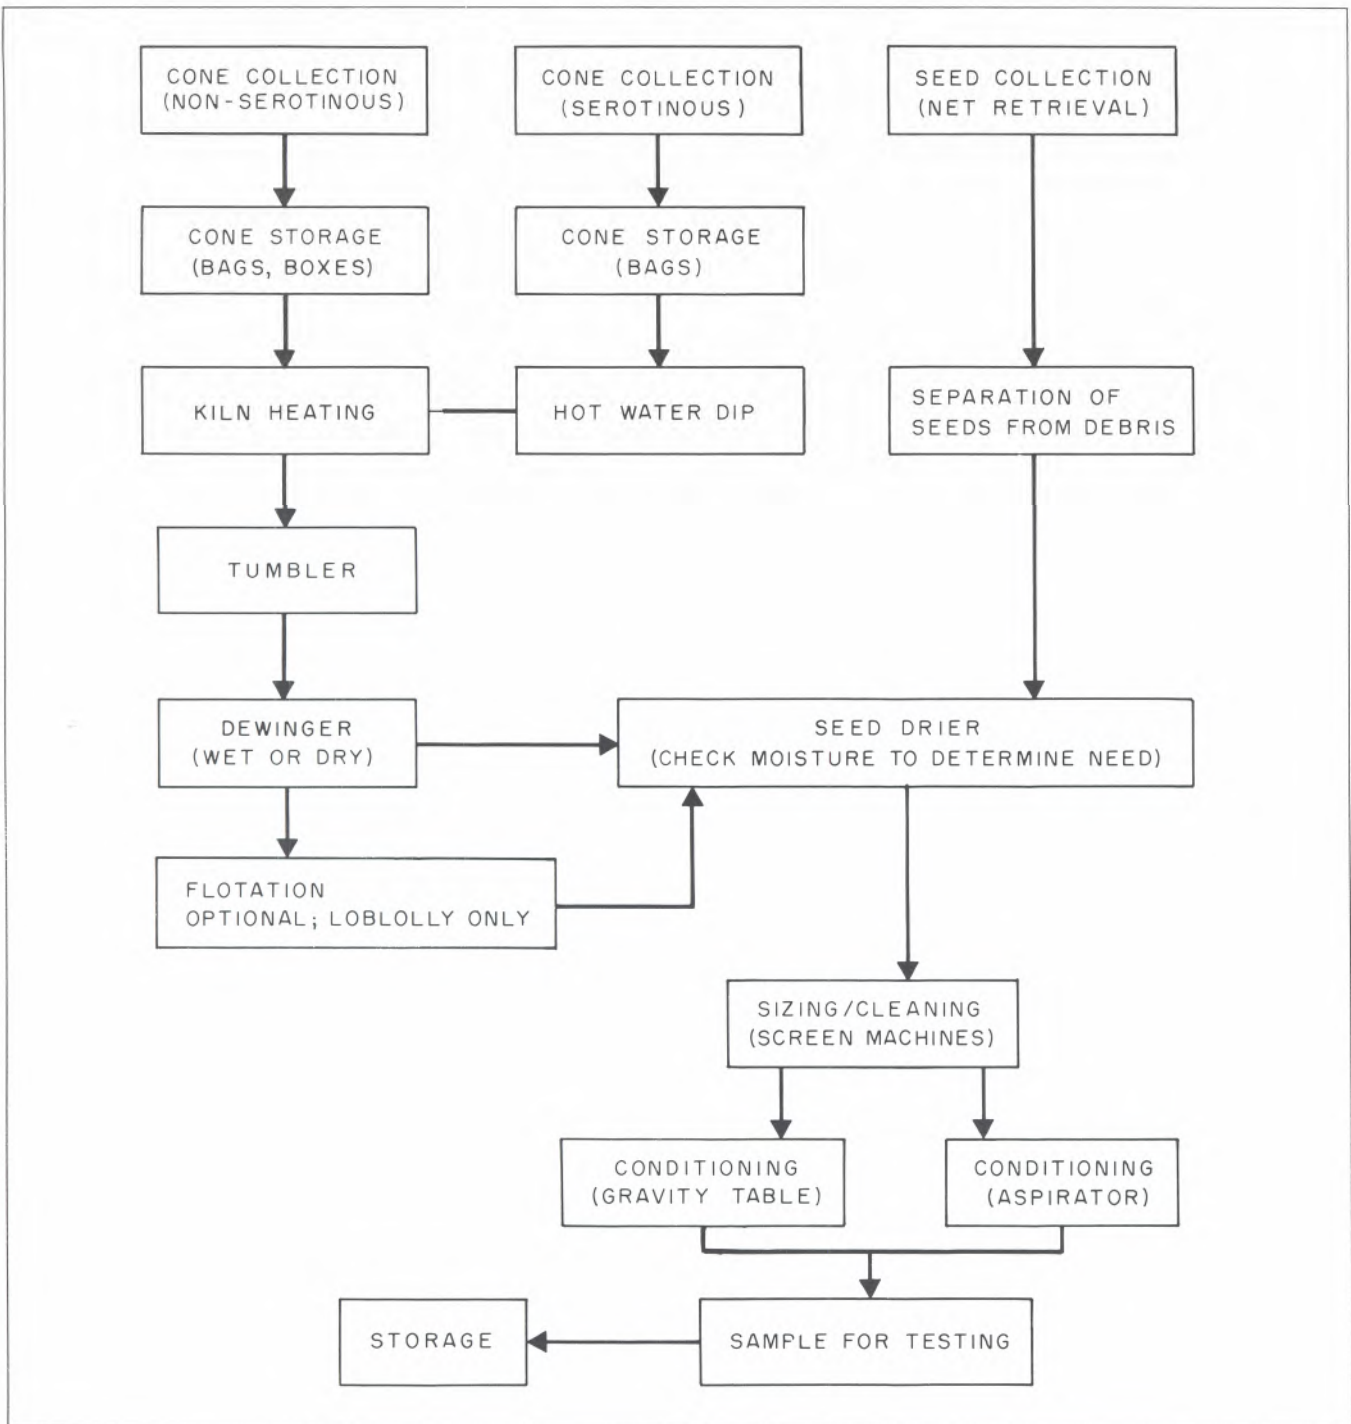 CONE COLLECTION
(NON-SEROTINOUS)
CONE COLLECTION
(SEROTINOUS)
SEED COLLECTION
(NET RETRIEVAL)
CONE STORAGE
(BAGS, BOXES)
CONE STORAGE
(BAGS)
KILN HEATING
HOT WATER DIP
SEPARATION OF
SEEDS FROM DEBRIS
TUMBLER
DEWINGER
(WET OR DRY)
SEED DRIER
(CHECK MOISTURE TO DETERMINE NEED)
FLOTATION
OPTIONAL; LOBLOLLY ONLY
SIZING/CLEANING
(SCREEN MACHINES)
CONDITIONING
(GRAVITY TABLE)
CONDITIONING
(ASPIRATOR)
STORAGE
SAMPLE FOR TESTING